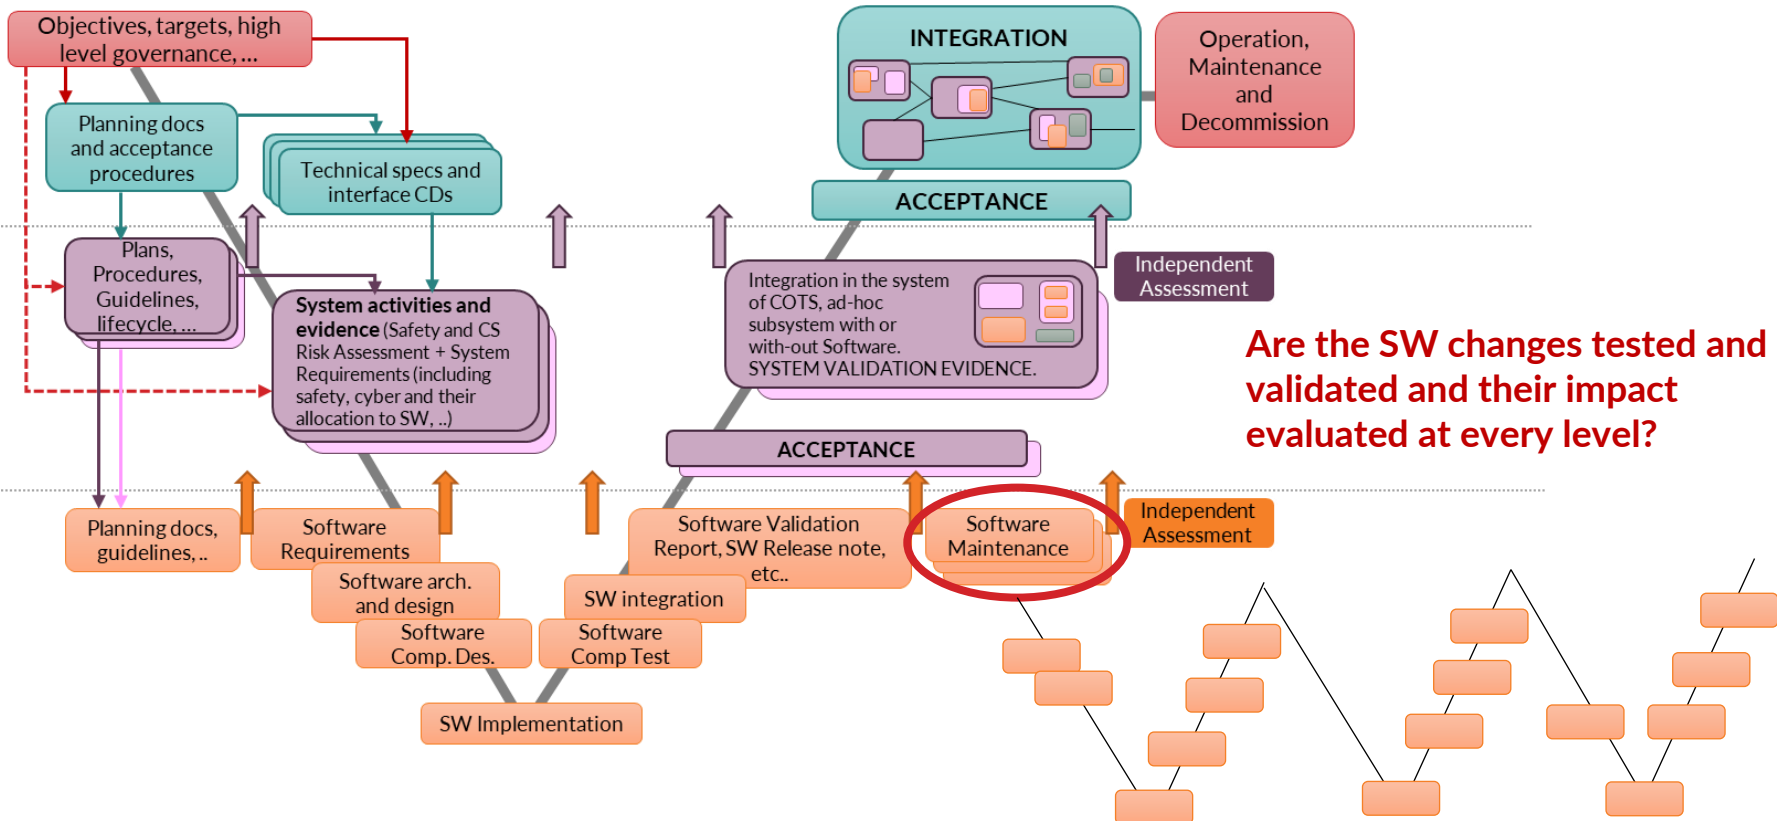 Objectives, targets, high
level governance, ...
Planning docs
and acceptance
procedures
Technical specs and
interface CDs
INTEGRATION
Operation,
Maintenance
and
Decommission
ACCEPTANCE
Plans,
Procedures,
Guidelines,
lifecycle, ...
System activities and
evidence (Safety and CS
Risk Assessment + System
Requirements (including
safety, cyber and their
allocation to SW, ..)
Integration in the system
of COTS, ad-hoc
subsystem with or
with-out Software.
SYSTEM VALIDATION EVIDENCE.
Independent
Assessment
Are the SW changes tested and
validated and their impact
evaluated at every level?
ACCEPTANCE
Planning docs,
guidelines, ..
Software
Requirements
Software arch.
and design
Software
Comp. Des.
SW Implementation
Software
Comp Test
SW integration
Software Validation
Report, SW Release note,
etc..
Software
Maintenance
Independent
Assessment